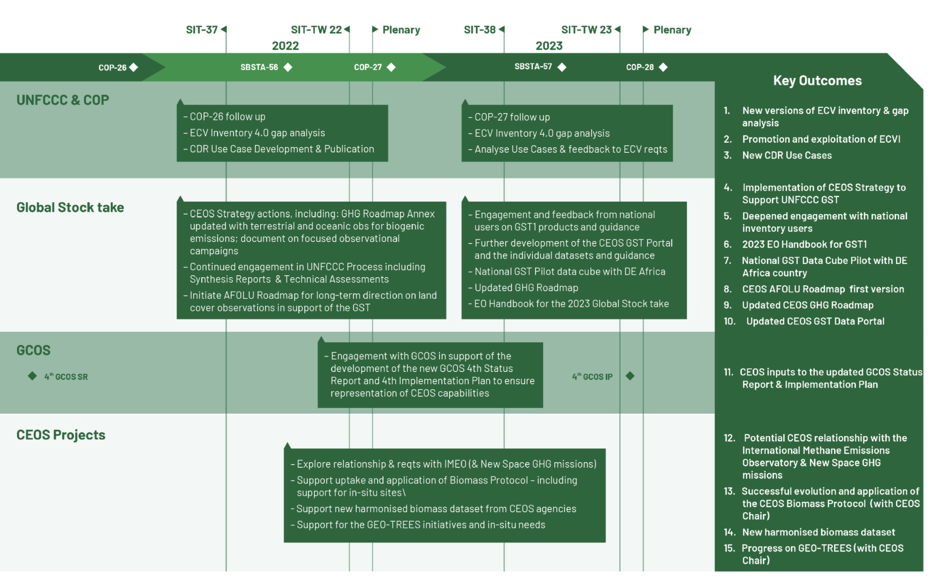 SIT-37
SIT-TW 22
Plenary
SIT-38
SIT-TW 23
Plenary
2022
2023
COP-26
SBSTA-56
COP-27
SBSTA-57
COP-28
Key Outcomes
UNFCCC & COP
– COP-26 follow up
– ECV Inventory 4.0 gap analysis
– CDR Use Case Development & Publication
– COP-27 follow up
– ECV Inventory 4.0 gap analysis
– Analyse Use Cases & feedback to ECV reqts
1. New versions of ECV inventory & gap
analysis
2. Promotion and exploitation of ECVI
3. New CDR Use Cases
Global Stock take
– CEOS Strategy actions, including: GHG Roadmap Annex
updated with terrestrial and oceanic obs for biogenic
emissions; document on focused observational
campaigns
– Continued engagement in UNFCCC Process including
Synthesis Reports & Technical Assessments
– Initiate AFOLU Roadmap for long-term direction on land
cover observations in support of the GST
– Engagement and feedback from national
users on GST1 products and guidance
– Further development of the CEOS GST Portal
and the individual datasets and guidance
– National GST Pilot data cube with DE Africa
– Updated GHG Roadmap
– EO Handbook for the 2023 Global Stock take
4. Implementation of CEOS Strategy to
Support UNFCCC GST
5. Deepened engagement with national
inventory users
6. 2023 EO Handbook for GST1
7. National GST Data Cube Pilot with DE
Africa country
8. CEOS AFOLU Roadmap first version
9. Updated CEOS GHG Roadmap
10. Updated CEOS GST Data Portal
GCOS
4th GCOS SR
– Engagement with GCOS in support of the
development of the new GCOS 4th Status
Report and 4th Implementation Plan to ensure
representation of CEOS capabilities
4th GCOS IP
11. CEOS inputs to the updated GCOS Status
Report & Implementation Plan
CEOS Projects
– Explore relationship & reqts with IMEO (& New Space GHG missions)
– Support uptake and application of Biomass Protocol – including
support for in-situ sites\
– Support new harmonised biomass dataset from CEOS agencies
– Support for the GEO-TREES initiatives and in-situ needs
12. Potential CEOS relationship with the
International Methane Emissions
Observatory & New Space GHG
missions
13. Successful evolution and application of
the CEOS Biomass Protocol (with CEOS
Chair)
14. New harmonised biomass dataset
15. Progress on GEO-TREES (with CEOS
Chair)